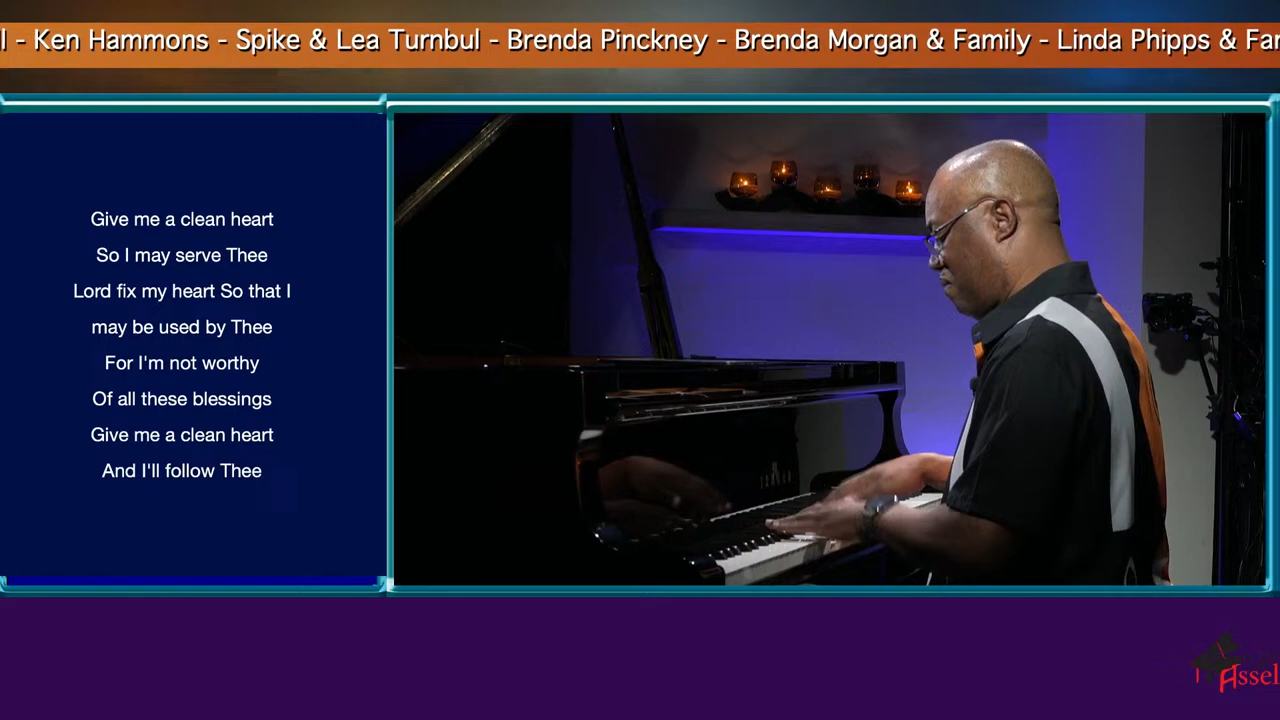 l - Ken Hammons - Spike & Lea Turnbul - Brenda Pinckney - Brenda Morgan & Family - Linda Phipps & Fa
Give me a clean heart
So I may serve Thee
Lord fix my heart So that I
may be used by Thee
For I'm not worthy
Of all these blessings
Give me a clean heart
And I'll follow Thee
Assel